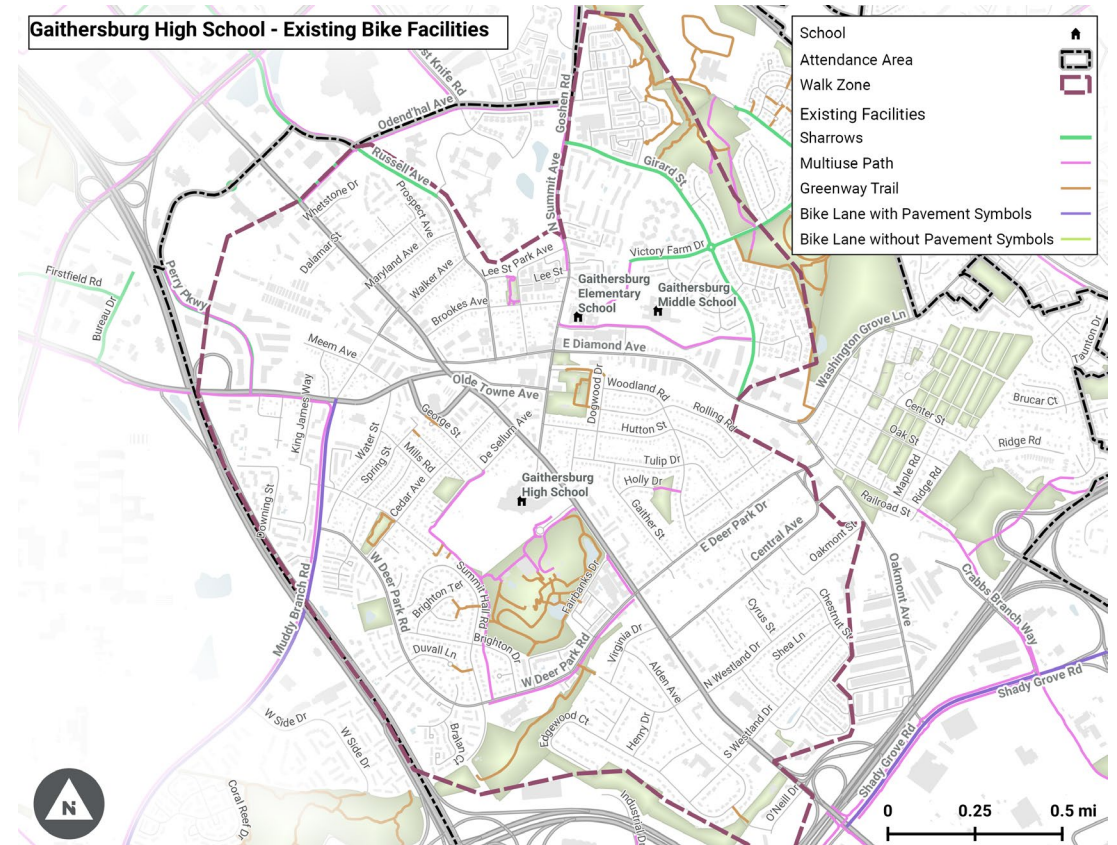 Gaithersburg High School - Existing Bike Facilities
School
Attendance Area
Walk Zone
Existing Facilities
Sharrows
Multiuse Path
Greenway Trail
Bike Lane with Pavement Symbols
Bike Lane without Pavement Symbols
st Knife Rd
Odend'hal Ave
Goshen Rd
Russell Ave
Girard St
Whetstone Dr
Prospect Ave
N Summit Ave
Dalamar St
Maryland Ave
Walker Ave
Lee St Park Ave
Lee St
Victory Farm Dr
Firstfield Rd
Bureau Dr
Perry Pkwy
Brookes Ave
Gaithersburg
Elementary
School
Gaithersburg
Middle School
Meem Ave
E Diamond Ave
Washington Grove Ln
Taunton Dr
Olde Towne Ave
Dogwood Dr
Woodland Rd
Rolling Rd
Center St
Brucar Ct
King James Way
George St
De Sellum Ave
Hutton St
Oak St
Ridge Rd
Water St
Spring St
Mills Rd
Cedar Ave
Tulip Dr
Holly Dr
Maple Rd
Ridge Rd
Gaithersburg
High School
Downing St
Gaither St
E Deer Park Dr
Central Ave
Railroad St
Oakmont St
Oakmont Ave
Muddy Branch Rd
W Deer Park Rd
Summit Hall Rd
Brighton Ter
Fairbanks Dr
Crabbs Branch Way
Cyrus St
Chestnut St
Shea Ln
Duvall Ln
Brighton Dr
W Deer Park Rd
Virginia Dr
N Westland Dr
Alden Ave
Shady Grove Rd
W Side Dr
W Side Dr
Bralan Ct
Edgewood Ct
Henry Dr
S Westland Dr
Shady Grove Rd
Coral Reef Dr
Industrial Dr
O'Neill Dr
N
0 0.25 0.5 mi